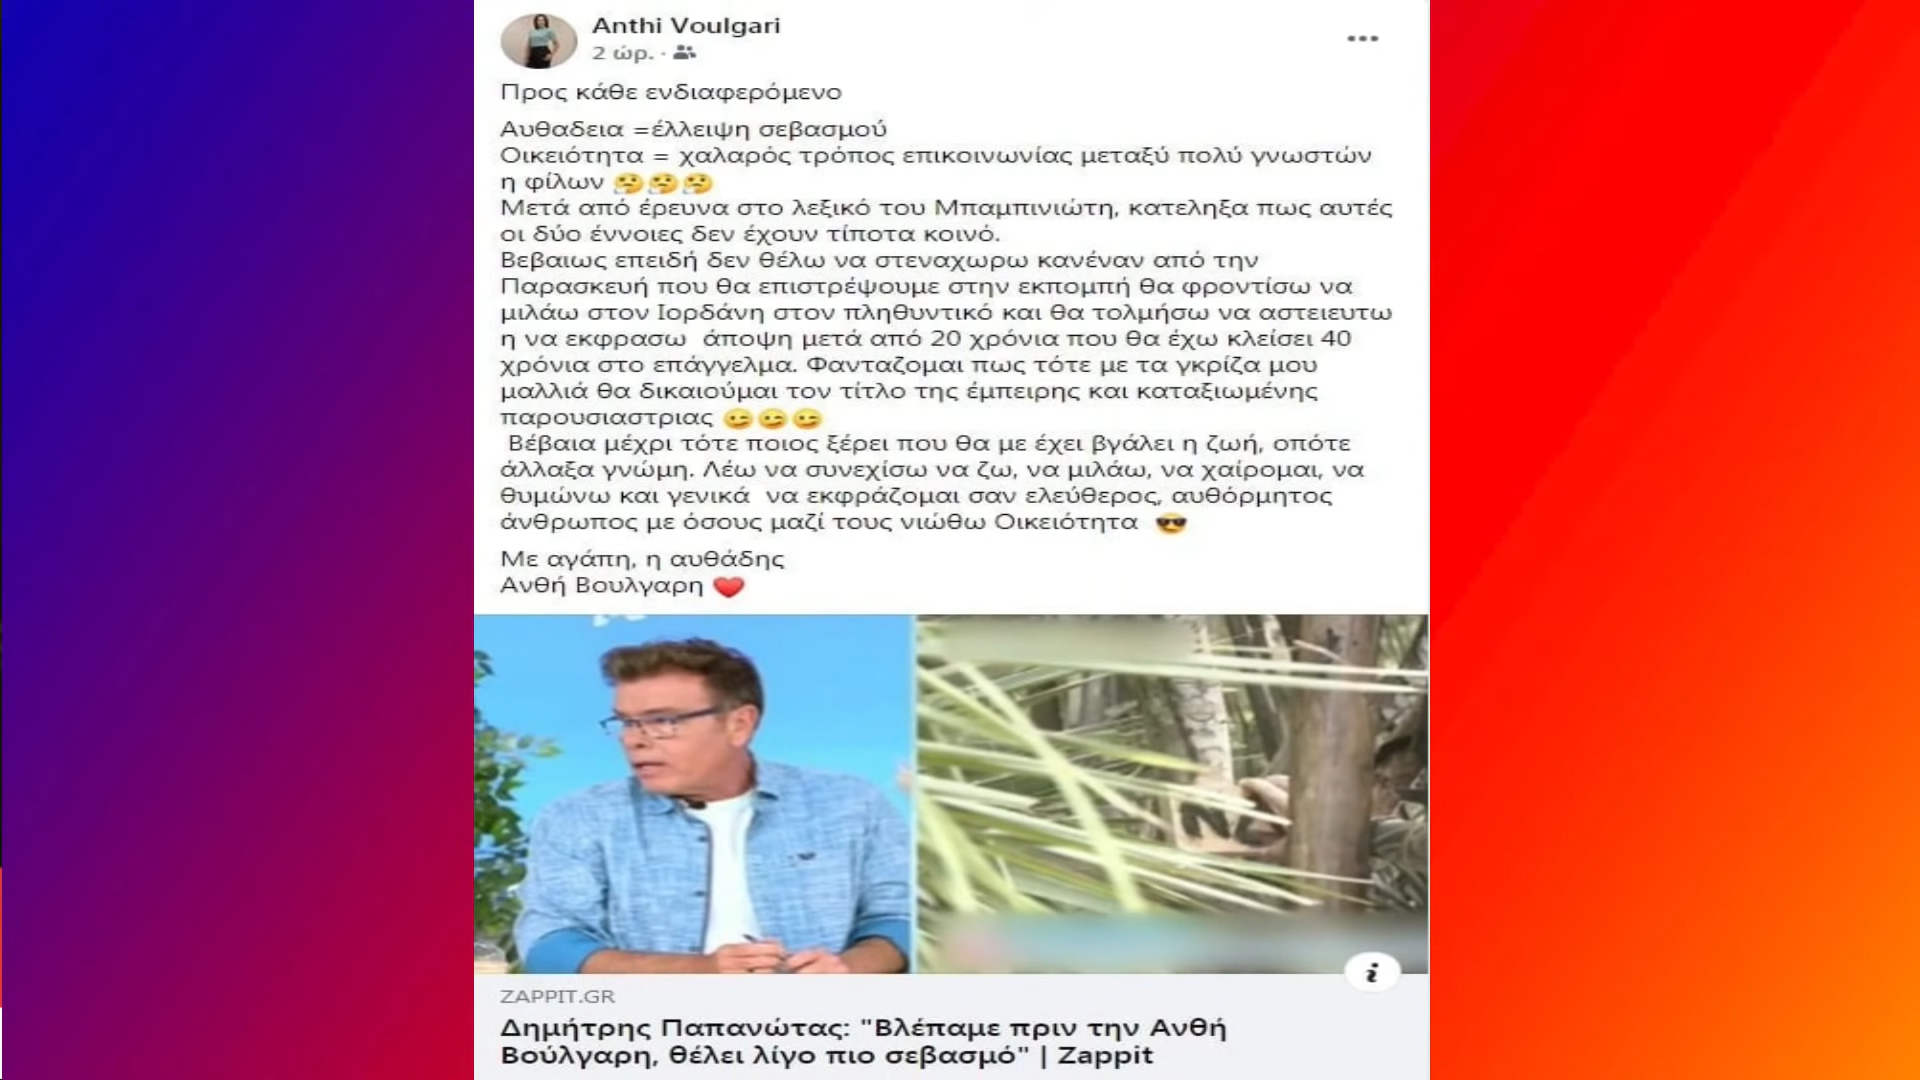 Anthi Voulgari
2 ώρ. ·
Προς κάθε ενδιαφερόμενο
Αυθαδεια =έλλειψη σεβασμού
Οικειότητα = χαλαρός τρόπος επικοινωνίας μεταξύ πολύ γνωστών
η φίλων 🤔🤔🤔
Μετά από έρευνα στο λεξικό του Μπαμπινιώτη, κατεληξα πως αυτές
οι δύο έννοιες δεν έχουν τίποτα κοινό.
Βεβαιως επειδή δεν θέλω να στεναχωρω κανέναν από την
Παρασκευή που θα επιστρέψουμε στην εκπομπή θα φροντίσω να
μιλάω στον Ιορδάνη στον πληθυντικό και θα τολμήσω να αστειευτω
η να εκφρασω άποψη μετά από 20 χρόνια που θα έχω κλείσει 40
χρόνια στο επάγγελμα. Φανταζομαι πως τότε με τα γκρίζα μου
μαλλιά θα δικαιούμαι τον τίτλο της έμπειρης και καταξιωμένης
παρουσιαστριας 😉😉😉
Βέβαια μέχρι τότε ποιος ξέρει που θα με έχει βγάλει η ζωή, οπότε
άλλαξα γνώμη. Λέω να συνεχίσω να ζω, να μιλάω, να χαίρομαι, να
θυμώνω και γενικά να εκφράζομαι σαν ελεύθερος, αυθόρμητος
άνθρωπος με όσους μαζί τους νιώθω Οικειότητα 😎
Με αγάπη, η αυθάδης
Ανθή Βουλγαρη ❤️
i
ZAPPIT.GR
Δημήτρης Παπανώτας: "Βλέπαμε πριν την Ανθή
Βούλγαρη, θέλει λίγο πιο σεβασμό" | Zappit